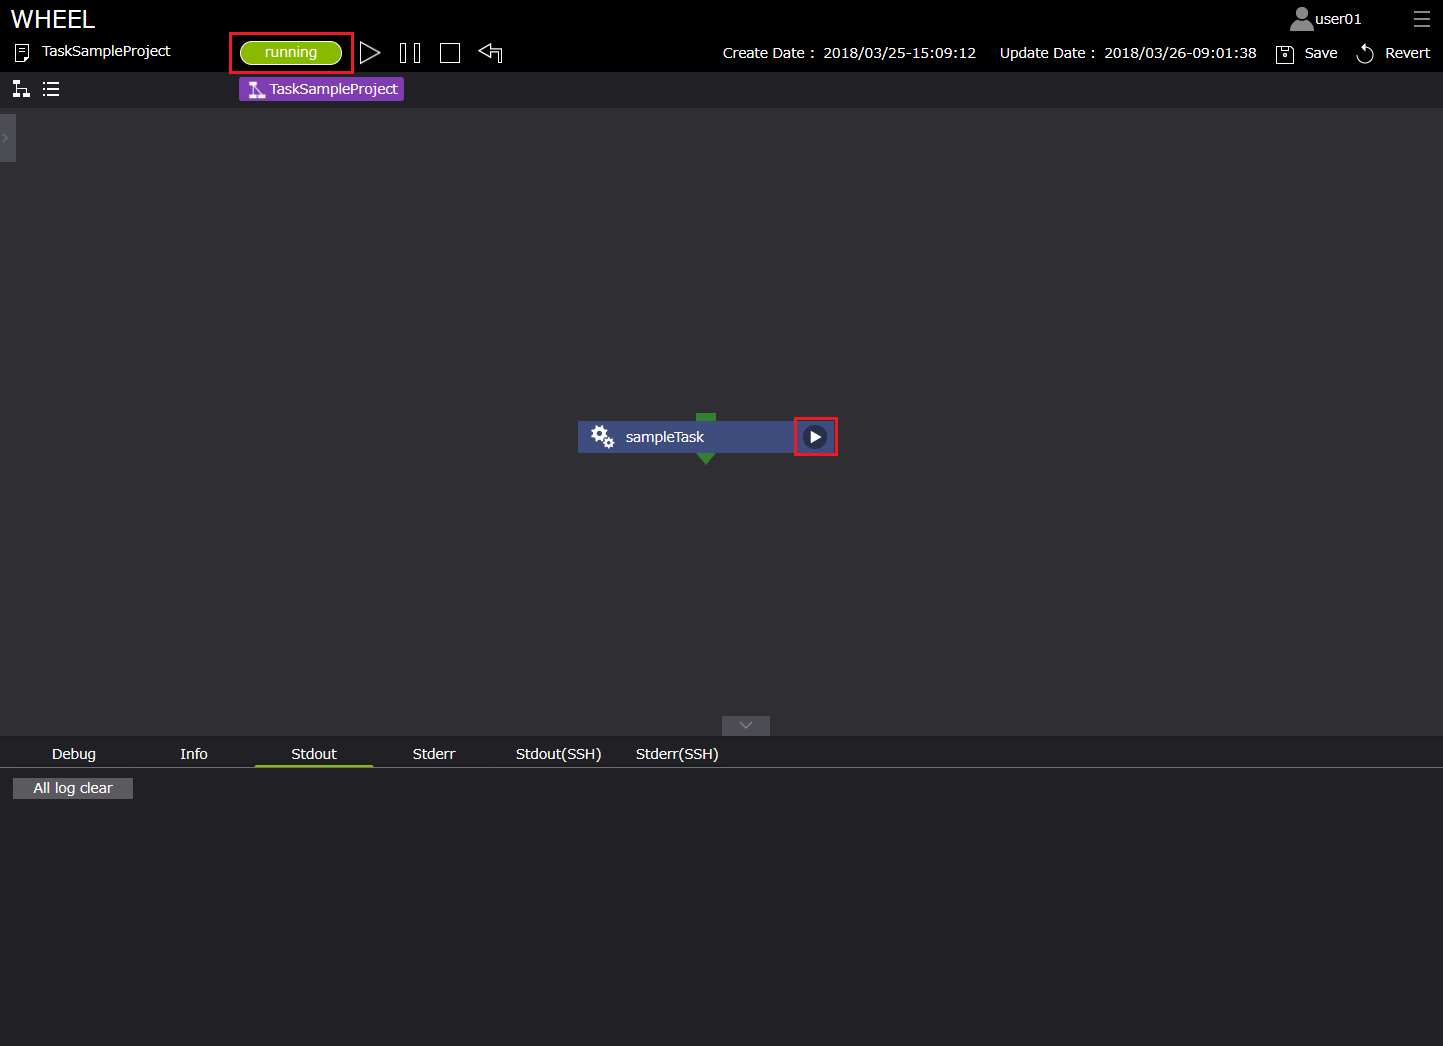 WHEEL
user01
TaskSampleProject
running
Create Date : 2018/03/25-15:09:12
Update Date : 2018/03/26-09:01:38
Save
Revert
TaskSampleProject
sampleTask
Debug
Info
Stdout
Stderr
Stdout(SSH)
Stderr(SSH)
All log clear